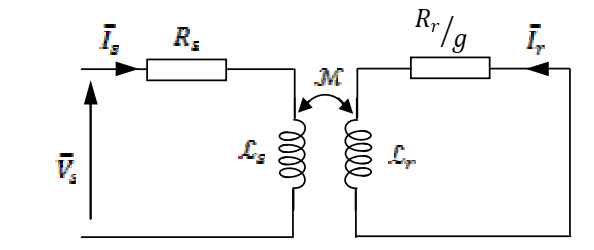 Īₛ Rₛ Rᵣ/g Īᵣ
ℳ
ℒₛ ℒᵣ
V̄ₛ